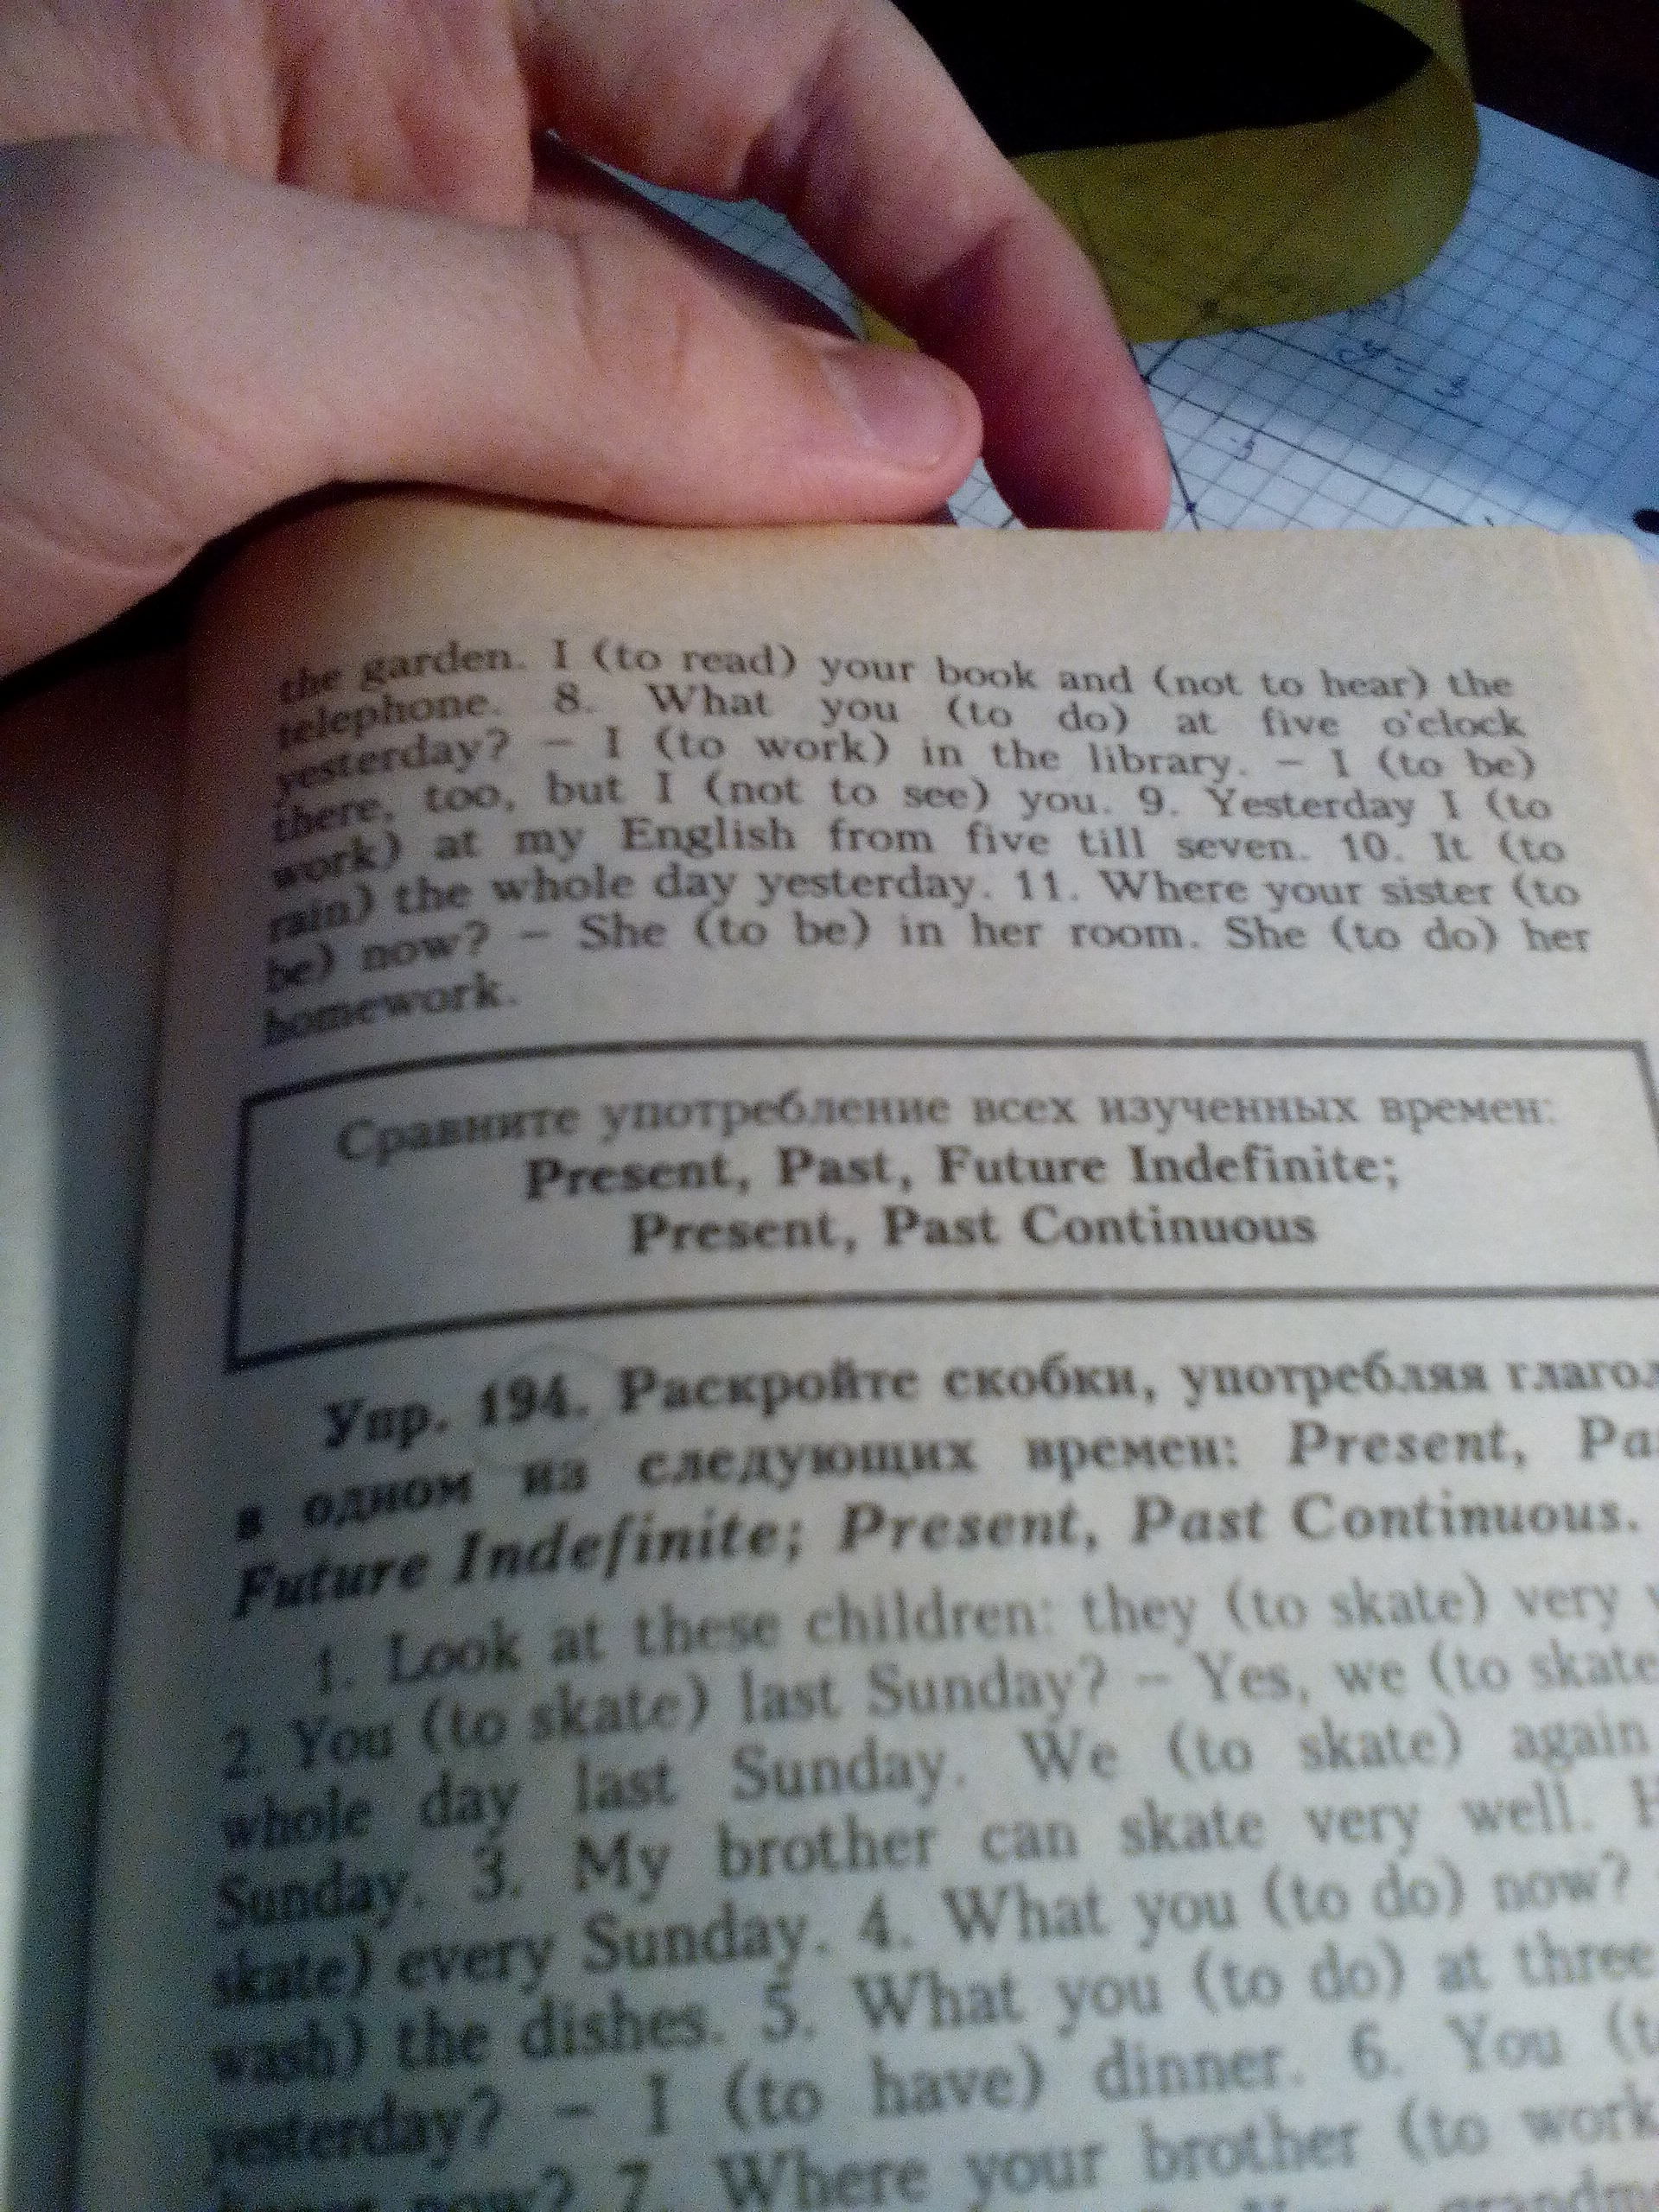 the garden. I (to read) your book and (not to hear) the
telephone. 8. What you (to do) at five o'clock
yesterday? – I (to work) in the library. – I (to be)
there, too, but I (not to see) you. 9. Yesterday I (to
work) at my English from five till seven. 10. It (to
rain) the whole day yesterday. 11. Where your sister (to
be) now? – She (to be) in her room. She (to do) her
homework.
Сравните употребление всех изученных времен:
Present, Past, Future Indefinite;
Present, Past Continuous
Упр. 194. Раскройте скобки, употребляя глагол
в одном из следующих времен: Present, Pa
Future Indefinite; Present, Past Continuous.
1. Look at these children: they (to skate) very
2. You (to skate) last Sunday? – Yes, we (to skate
whole day last Sunday. We (to skate) again
Sunday. 3. My brother can skate very well. H
skate) every Sunday. 4. What you (to do) now?
wash) the dishes. 5. What you (to do) at three
yesterday? – I (to have) dinner. 6. You (to
now? 7. Where your brother (to work